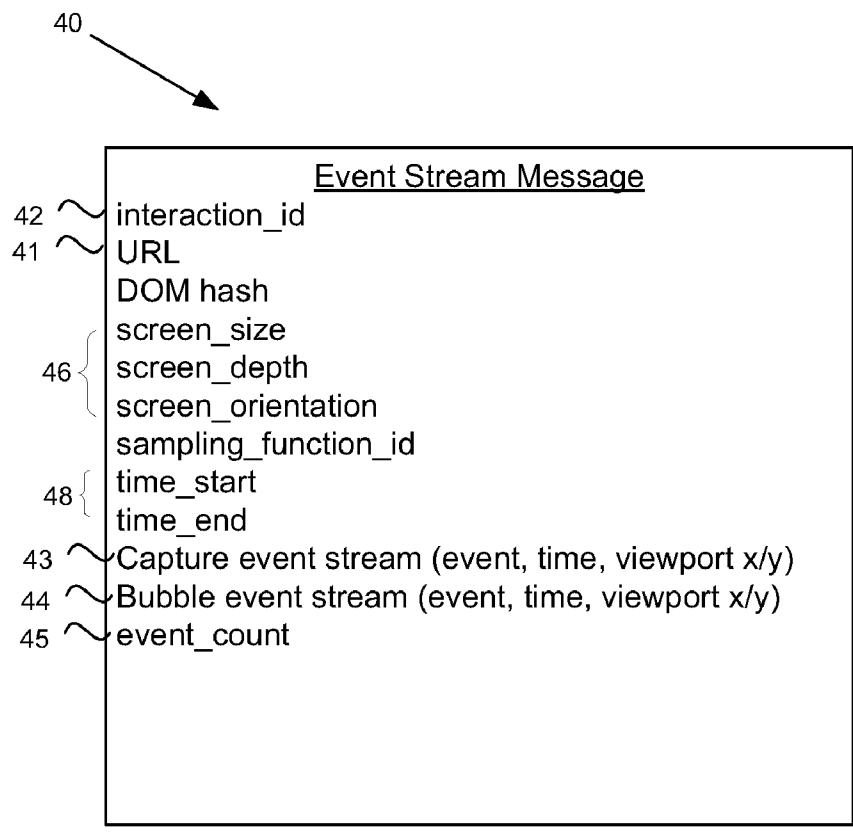 40
Event Stream Message
42 interaction_id
41 URL
DOM hash
screen_size
46 screen_depth
screen_orientation
sampling_function_id
48 time_start
time_end
43 Capture event stream (event, time, viewport x/y)
44 Bubble event stream (event, time, viewport x/y)
45 event_count